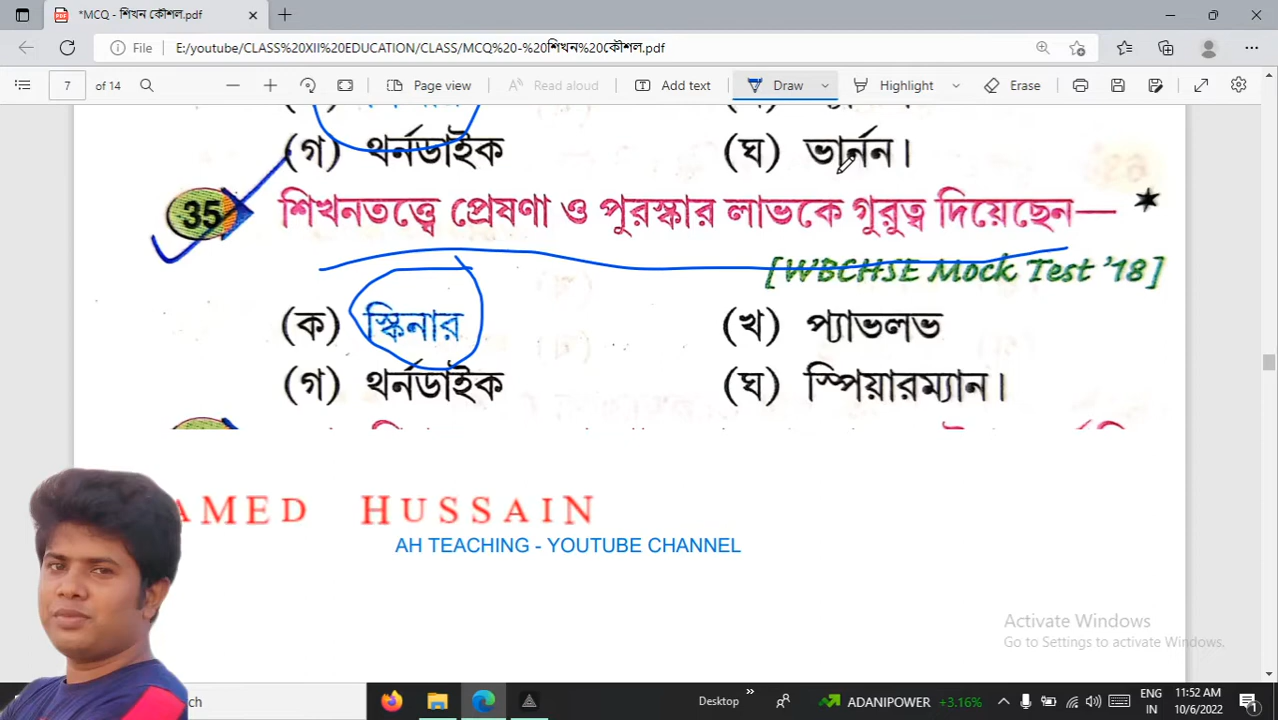 *MCQ - শিখন কৌশল.pdf
File E:/youtube/CLASS%20XII%20EDUCATION/CLASS/MCQ%20-%20শিখন%20কৌশল.pdf
7 of 14 Page view Read aloud Add text Draw Highlight Erase
(গ) থর্নডাইক (ঘ) ভার্নন।
35 শিখনতত্ত্বে প্রেষণা ও পুরস্কার লাভকে গুরুত্ব দিয়েছেন— ★
[WBCHSE Mock Test '18]
(ক) স্কিনার (খ) প্যাভলভ
(গ) থর্নডাইক (ঘ) স্পিয়ারম্যান।
AMED HUSSAIN
AH TEACHING - YOUTUBE CHANNEL
Activate Windows
Go to Settings to activate Windows.
Desktop ADANIPOWER +3.16% ENG IN 11:52 AM 10/6/2022